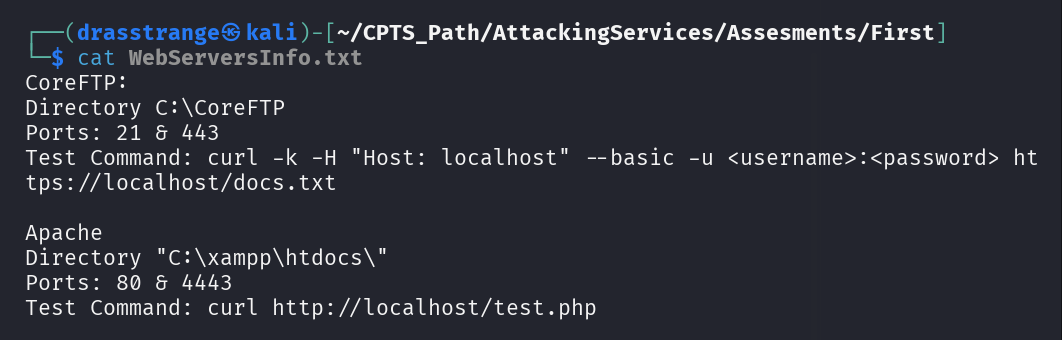 ┌──(drasstrange㉿kali)-[~/CPTS_Path/AttackingServices/Assesments/First]
└─$ cat WebServersInfo.txt
CoreFTP:
Directory C:\CoreFTP
Ports: 21 & 443
Test Command: curl -k -H "Host: localhost" --basic -u <username>:<password> ht
tps://localhost/docs.txt

Apache
Directory "C:\xampp\htdocs\"
Ports: 80 & 4443
Test Command: curl http://localhost/test.php